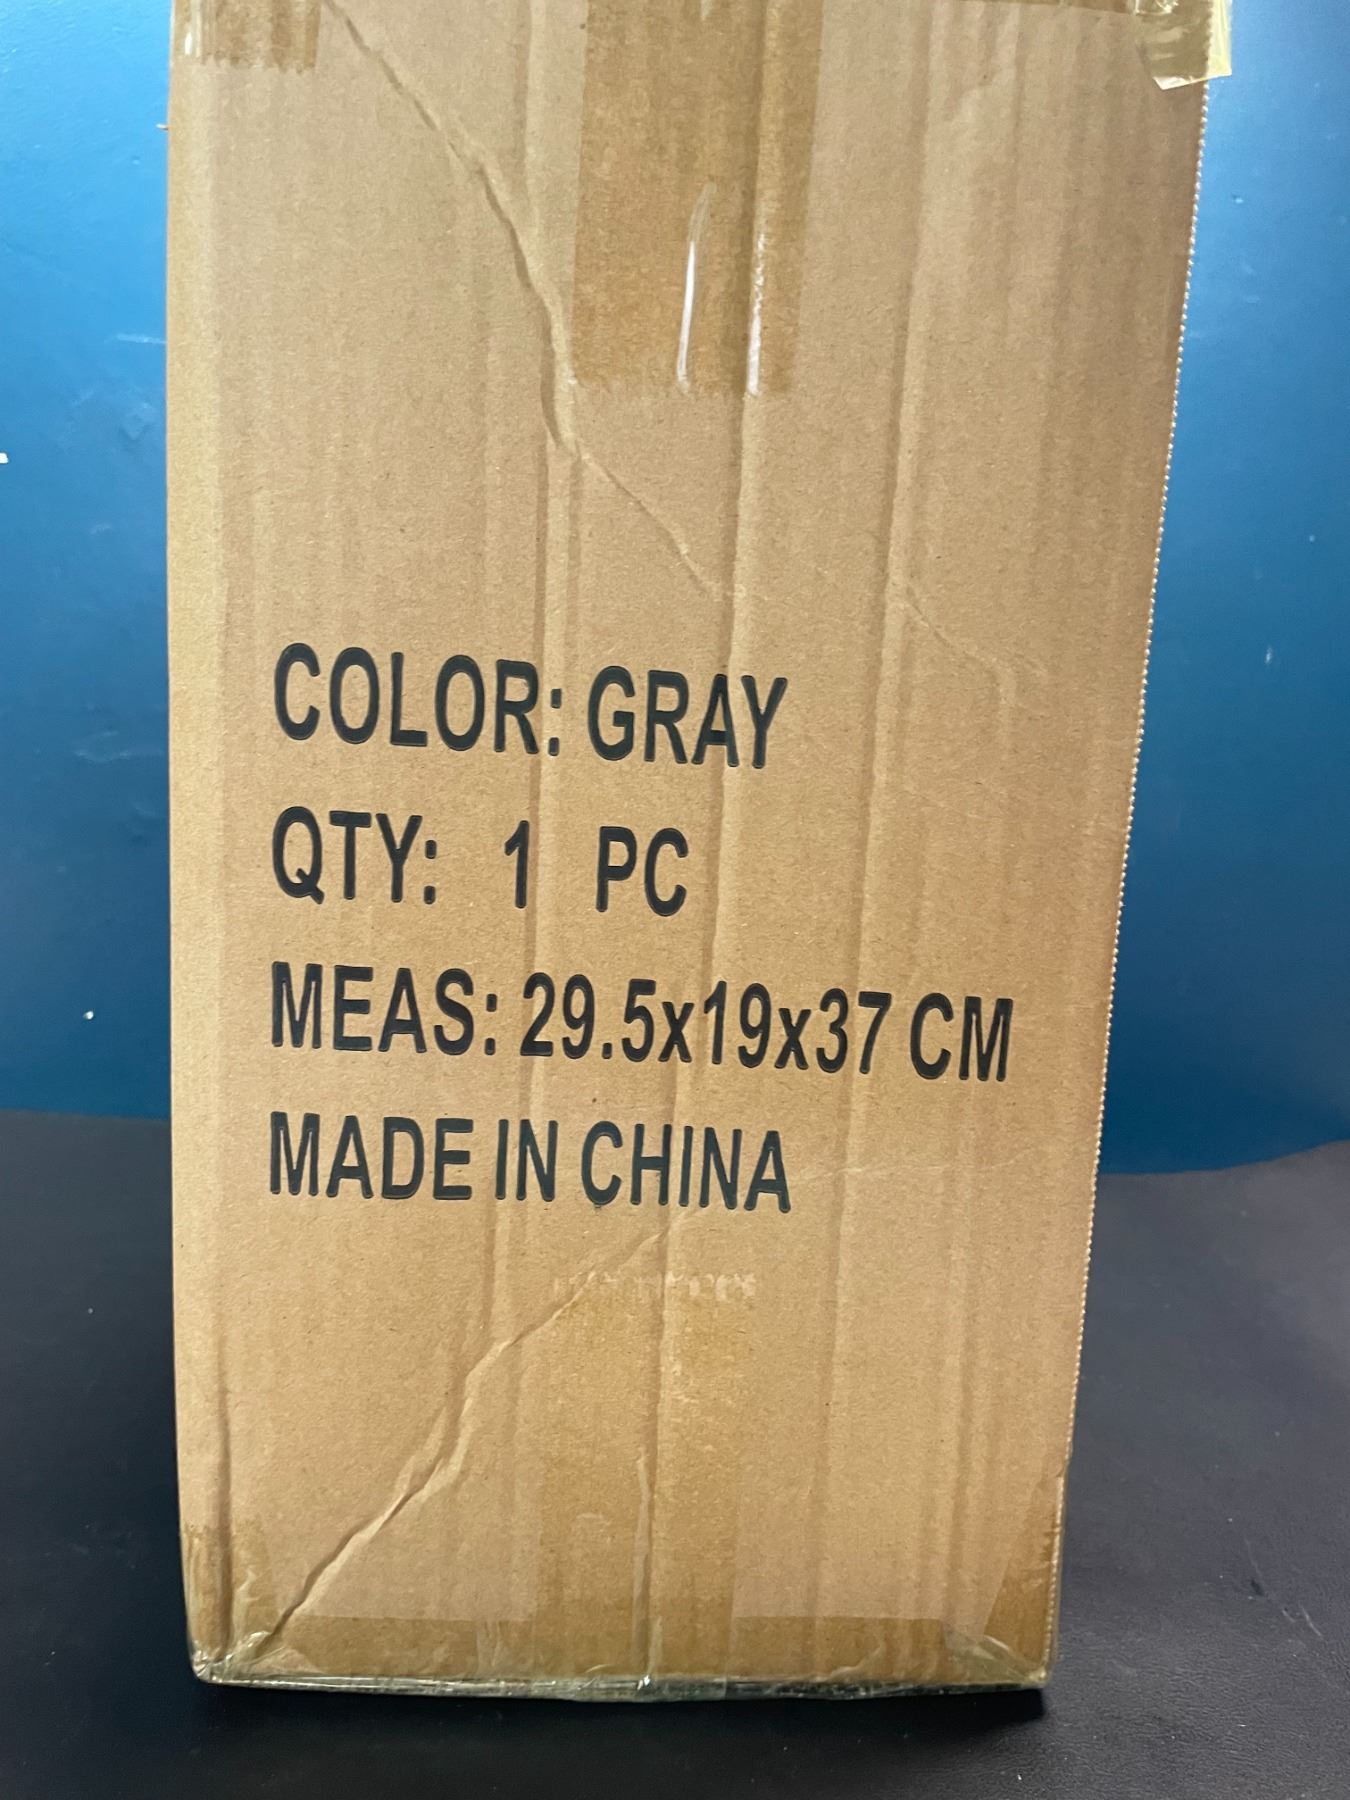 COLOR: GRAY
QTY: 1 PC
MEAS: 29.5x19x37 CM
MADE IN CHINA